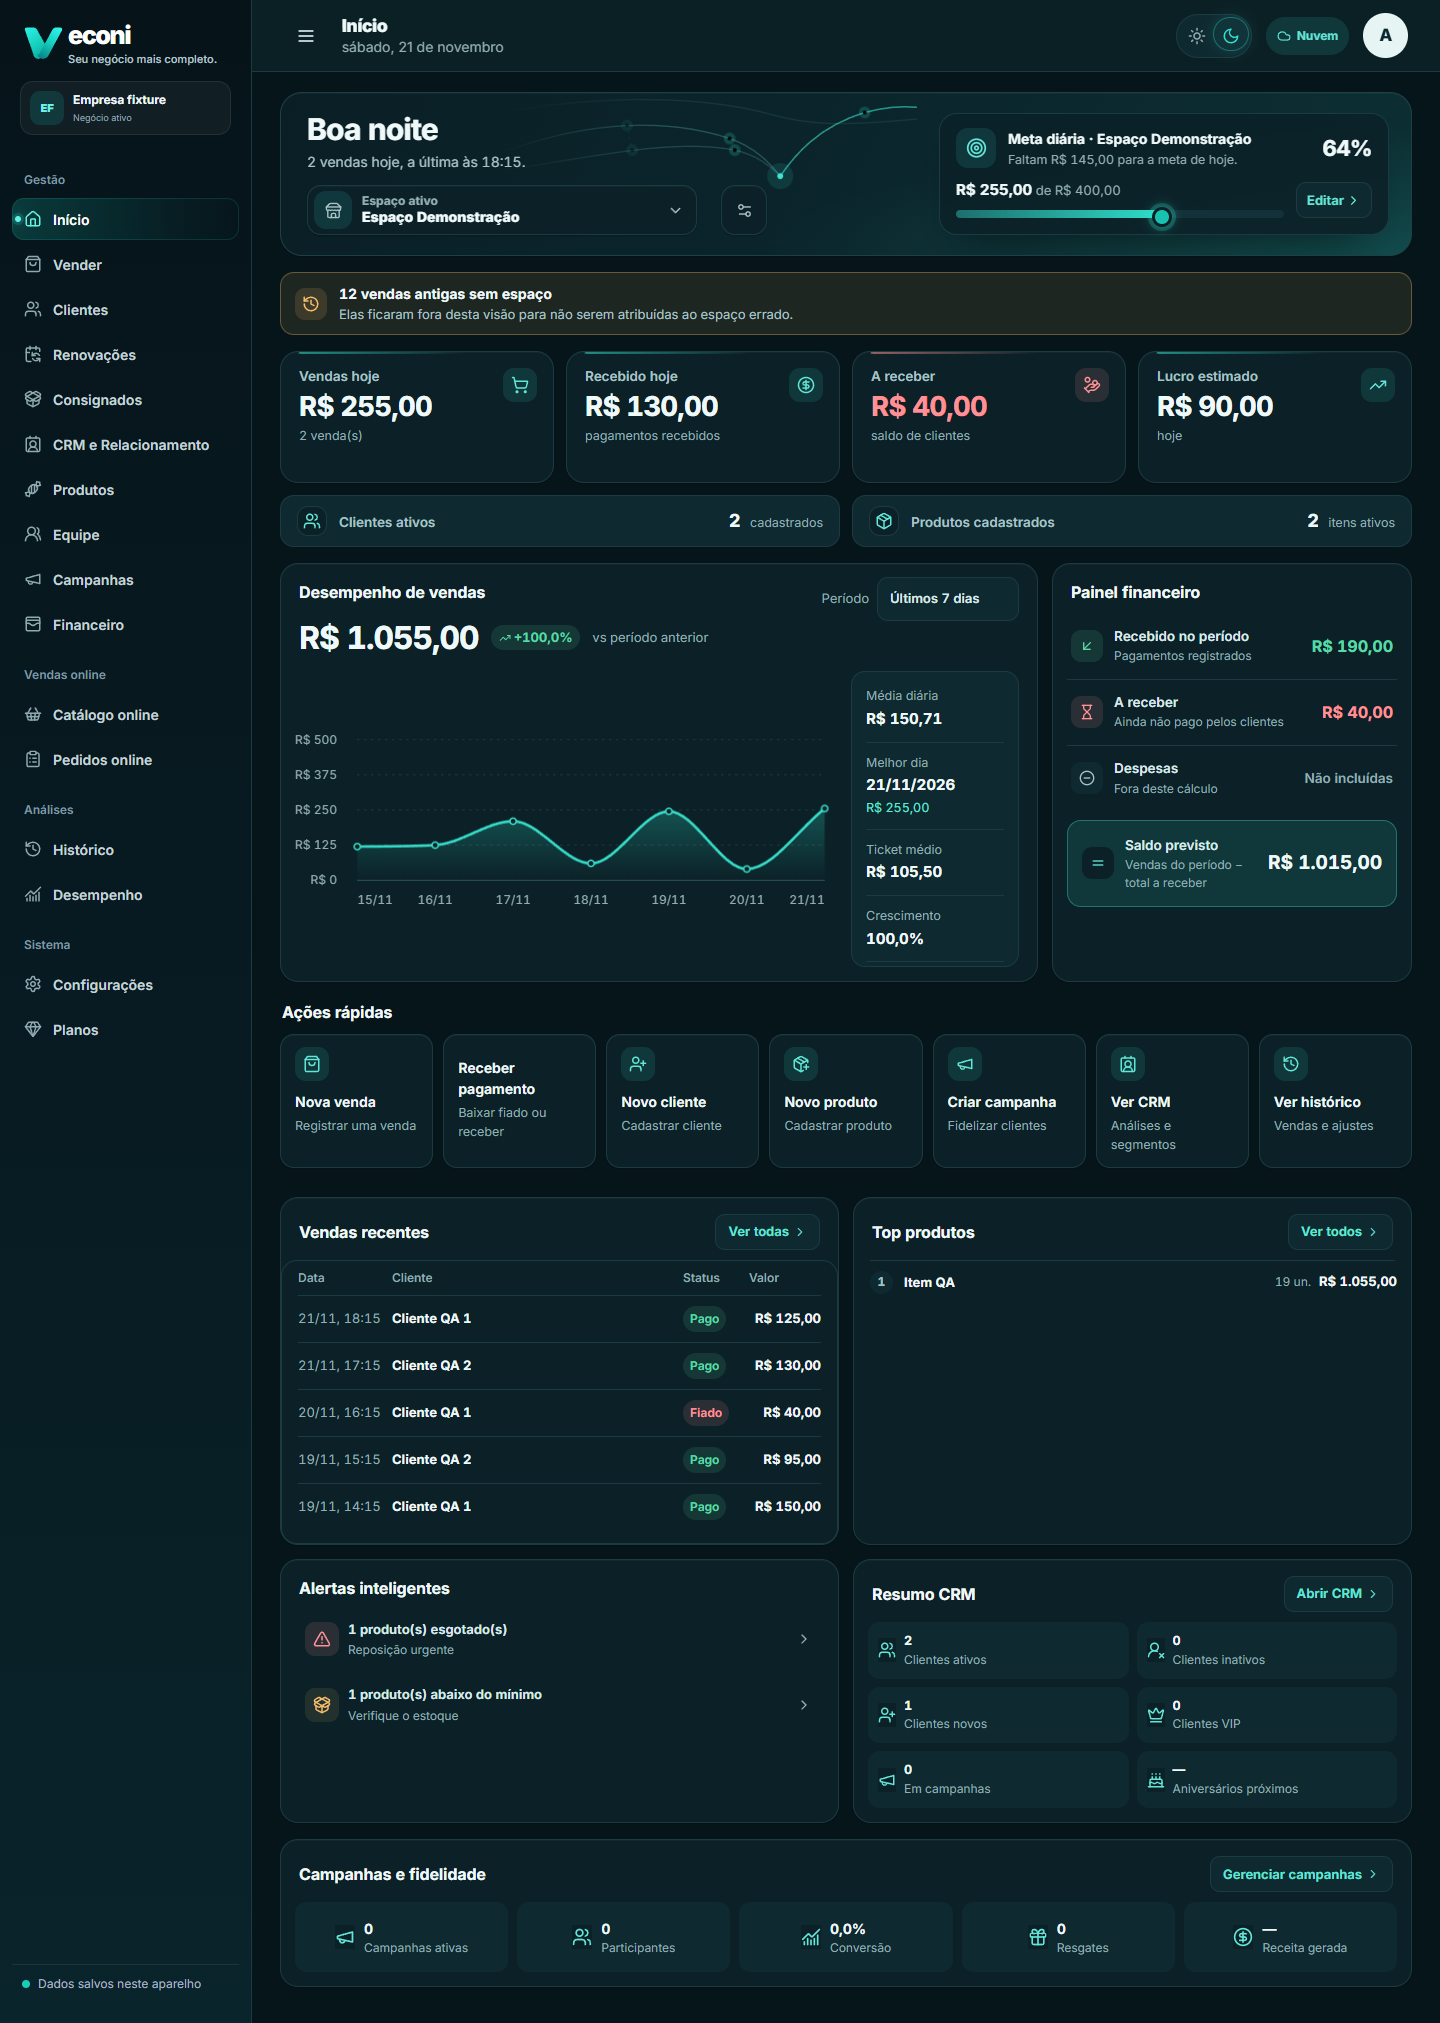 Veconi
Seu negócio mais completo.
EF
Empresa fixture
Negócio ativo
Gestão
Início
Vender
Clientes
Renovações
Consignados
CRM e Relacionamento
Produtos
Equipe
Campanhas
Financeiro
Vendas online
Catálogo online
Pedidos online
Análises
Histórico
Desempenho
Sistema
Configurações
Planos
Dados salvos neste aparelho
Início
sábado, 21 de novembro
Nuvem
A
Boa noite
2 vendas hoje, a última às 18:15.
Espaço ativo
Espaço Demonstração
Meta diária · Espaço Demonstração
Faltam R$ 145,00 para a meta de hoje.
64%
R$ 255,00 de R$ 400,00
Editar
12 vendas antigas sem espaço
Elas ficaram fora desta visão para não serem atribuídas ao espaço errado.
Vendas hoje
R$ 255,00
2 venda(s)
Recebido hoje
R$ 130,00
pagamentos recebidos
A receber
R$ 40,00
saldo de clientes
Lucro estimado
R$ 90,00
hoje
Clientes ativos
2 cadastrados
Produtos cadastrados
2 itens ativos
Desempenho de vendas
Período
Últimos 7 dias
R$ 1.055,00
+100,0%
vs período anterior
R$ 500
R$ 375
R$ 250
R$ 125
R$ 0
15/11 16/11 17/11 18/11 19/11 20/11 21/11
Média diária
R$ 150,71
Melhor dia
21/11/2026
R$ 255,00
Ticket médio
R$ 105,50
Crescimento
100,0%
Painel financeiro
Recebido no período
Pagamentos registrados
R$ 190,00
A receber
Ainda não pago pelos clientes
R$ 40,00
Despesas
Fora deste cálculo
Não incluídas
Saldo previsto
Vendas do período −
total a receber
R$ 1.015,00
Ações rápidas
Nova venda
Registrar uma venda
Receber
pagamento
Baixar fiado ou
receber
Novo cliente
Cadastrar cliente
Novo produto
Cadastrar produto
Criar campanha
Fidelizar clientes
Ver CRM
Análises e
segmentos
Ver histórico
Vendas e ajustes
Vendas recentes
Ver todas
Data Cliente Status Valor
21/11, 18:15 Cliente QA 1 Pago R$ 125,00
21/11, 17:15 Cliente QA 2 Pago R$ 130,00
20/11, 16:15 Cliente QA 1 Fiado R$ 40,00
19/11, 15:15 Cliente QA 2 Pago R$ 95,00
19/11, 14:15 Cliente QA 1 Pago R$ 150,00
Top produtos
Ver todos
1 Item QA 19 un. R$ 1.055,00
Alertas inteligentes
1 produto(s) esgotado(s)
Reposição urgente
1 produto(s) abaixo do mínimo
Verifique o estoque
Resumo CRM
Abrir CRM
2
Clientes ativos
0
Clientes inativos
1
Clientes novos
0
Clientes VIP
0
Em campanhas
—
Aniversários próximos
Campanhas e fidelidade
Gerenciar campanhas
0
Campanhas ativas
0
Participantes
0,0%
Conversão
0
Resgates
—
Receita gerada